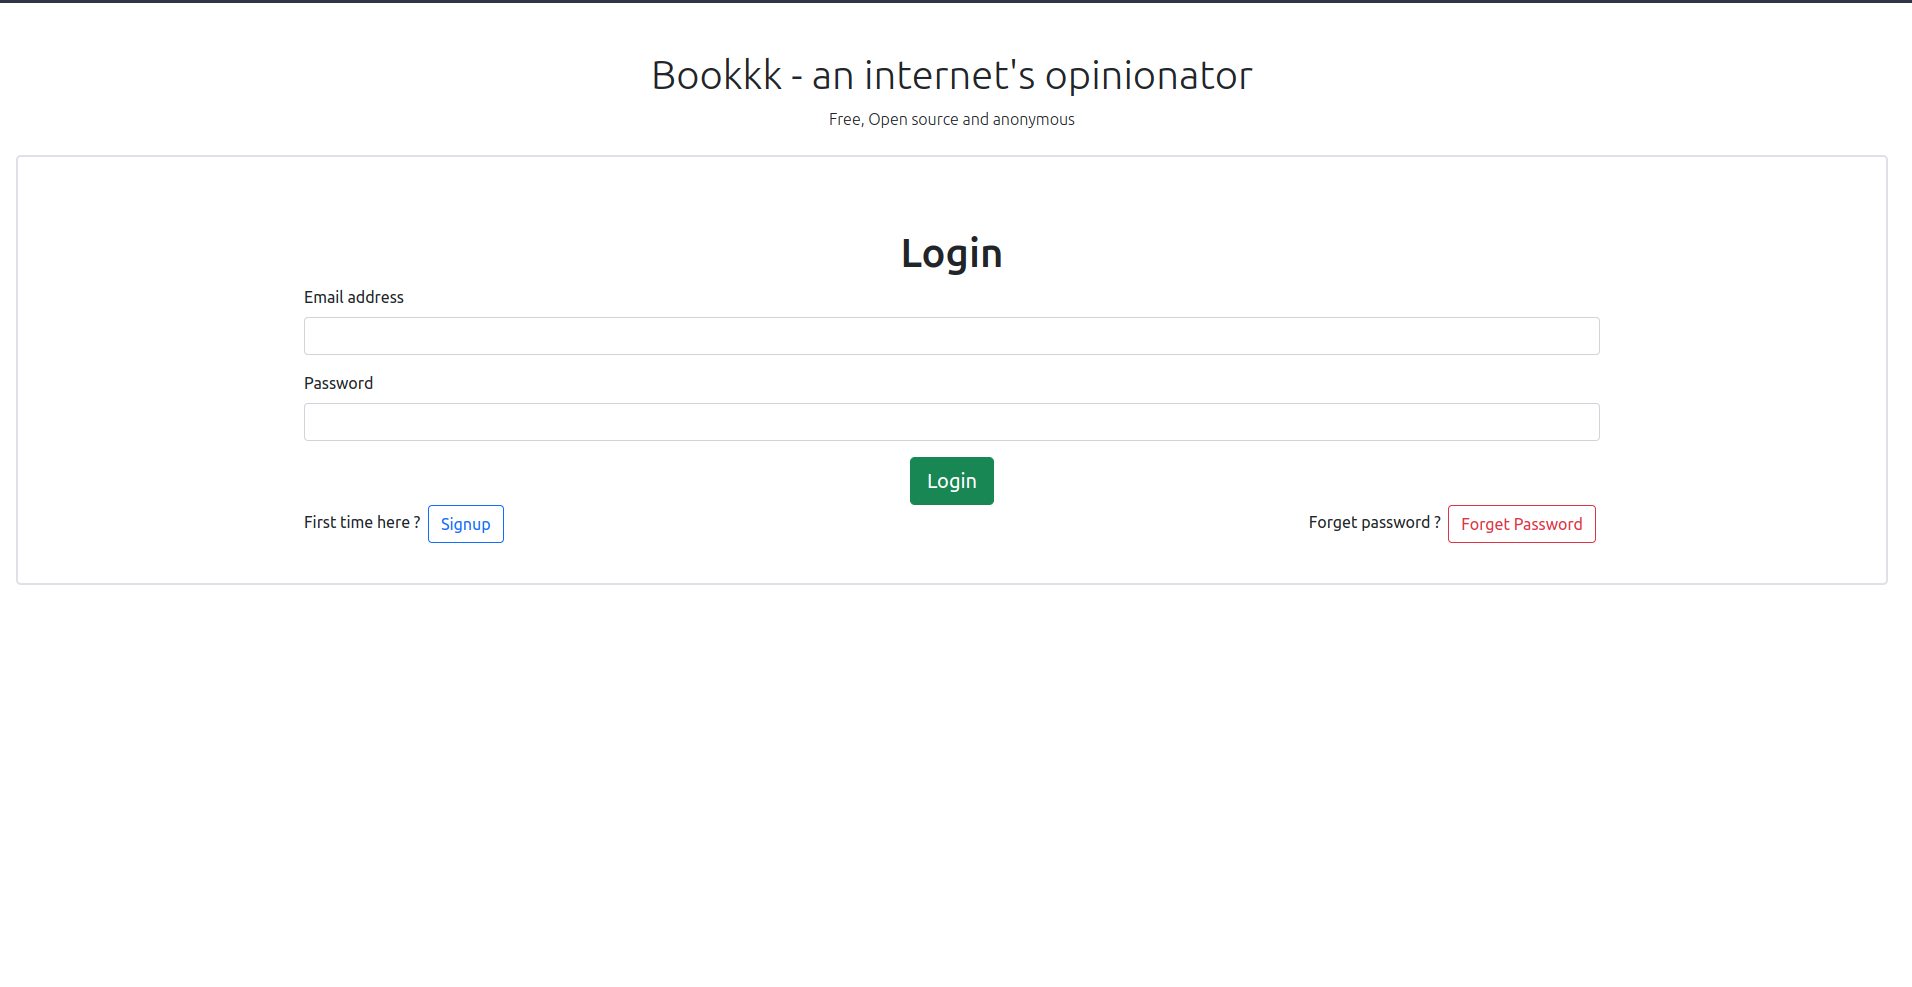 Bookkk - an internet's opinionator
Free, Open source and anonymous
Login
Email address
Password
Login
First time here ? Signup Forget password ? Forget Password